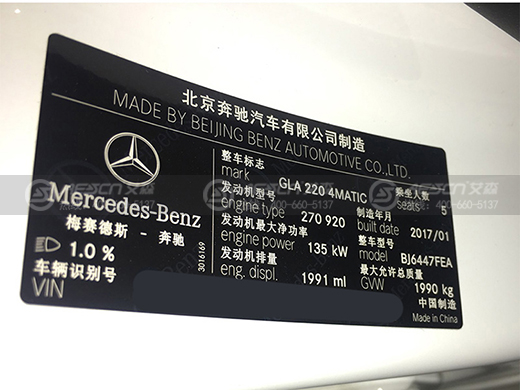 北京奔驰汽车有限公司制造
MADE BY BEIJING BENZ AUTOMOTIVE CO.,LTD.
整车标志
mark GLA 220 4MATIC
乘坐人数
seats 5
发动机型号
engine type 270 920
制造年月
built date 2017/01
发动机最大净功率
engine power 135 kW
整车型号
model BJ6447FEA
发动机排量
eng. displ. 1991 ml
最大允许总质量
GVW 1990 kg
中国制造
Made in China
Mercedes-Benz
梅赛德斯 - 奔驰
1.0 %
车辆识别号
VIN
3016169
艾森
400-660-5137